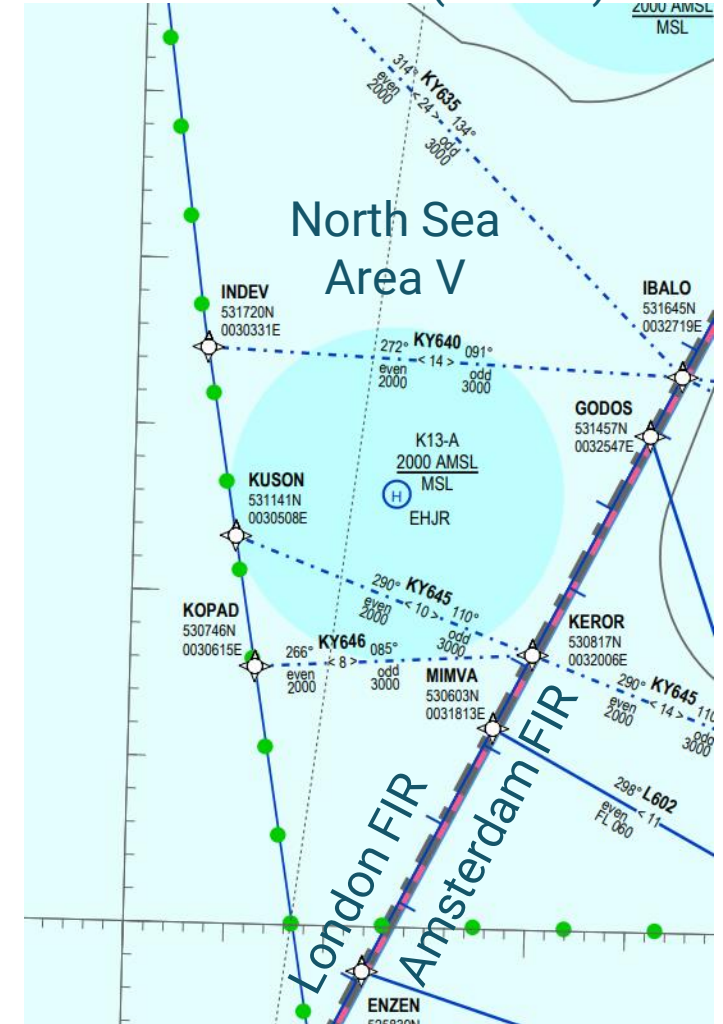 2000 AMSL
MSL
314° KY635
even < 24 > 134°
2000 odd
3000
North Sea
Area V
INDEV
531720N
0030331E
IBALO
531645N
0032719E
272° KY640 091°
even < 14 > odd
2000 3000
GODOS
531457N
0032547E
K13-A
2000 AMSL
MSL
H
EHJR
KUSON
531141N
0030508E
290° KY645 110°
even < 10 > odd
2000 3000
KOPAD
530746N
0030615E
KEROR
530817N
0032006E
266° KY646 085°
even < 8 > odd
2000 3000
MIMVA
530603N
0031813E
290° KY645 110
even < 14 > odd
2000 3000
298° L602
even < 11
FL 060
London FIR
Amsterdam FIR
ENZEN